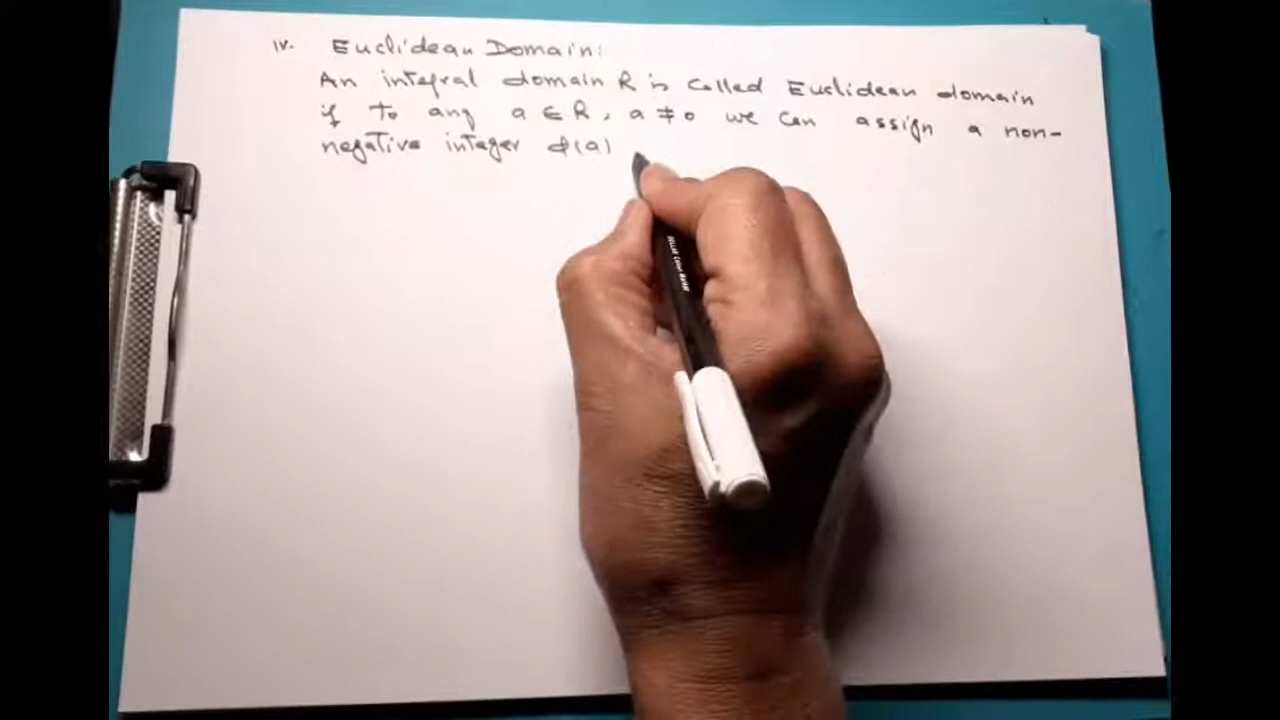 iv. Euclidean Domain:
An integral domain R is called Euclidean domain
if to any a ∈ R, a ≠ 0 we can assign a non-
negative integer φ(a)